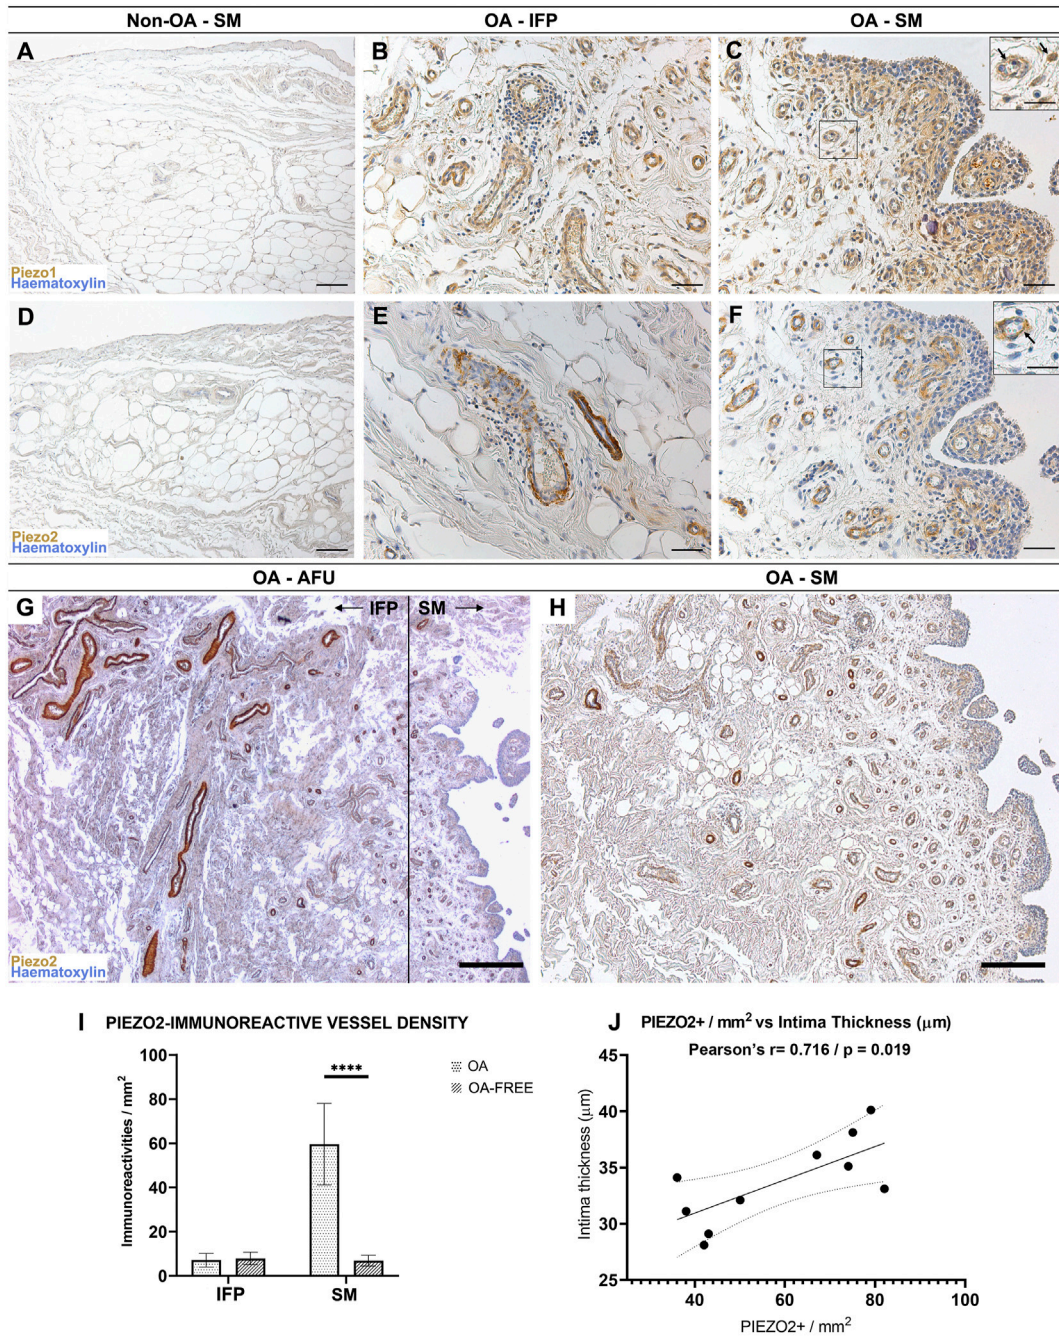 Non-OA - SM
OA - IFP
OA - SM
A
B
C
Piezo1
Haematoxylin
D
E
F
Piezo2
Haematoxylin
OA - AFU
OA - SM
G
← IFP
SM →
H
Piezo2
Haematoxylin
I PIEZO2-IMMUNOREACTIVE VESSEL DENSITY
Immunoreactivities / mm²
100
80
60
40
20
0
****
OA
OA-FREE
IFP
SM
J PIEZO2+ / mm² vs Intima Thickness (μm)
Pearson's r= 0.716 / p = 0.019
Intima thickness (μm)
45
40
35
30
25
40
60
80
100
PIEZO2+ / mm²